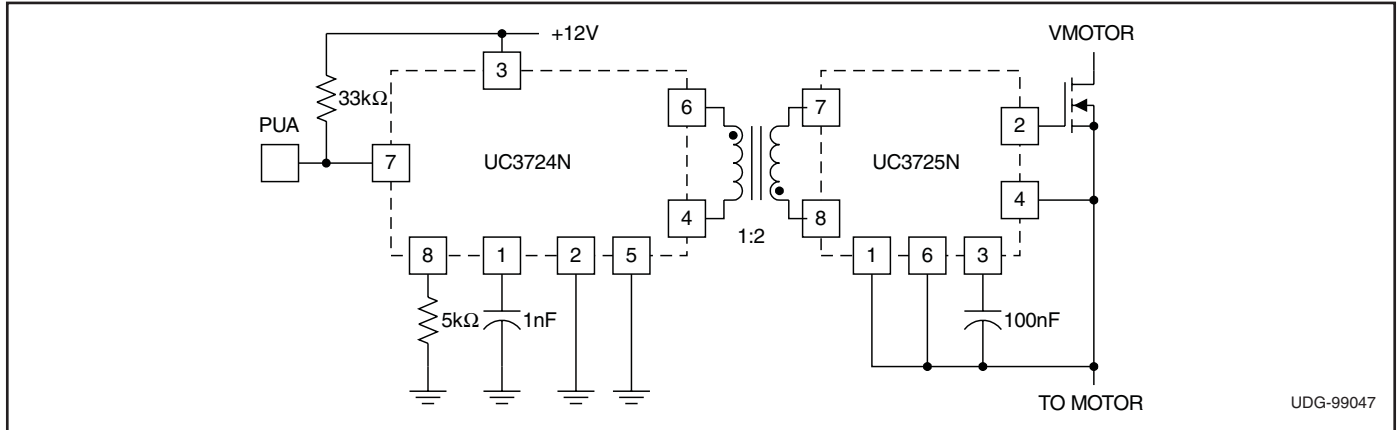 +12V
VMOTOR
3
33kΩ
6
7
2
PUA
7
UC3724N
UC3725N
4
8
4
1:2
8
1
2
5
1
6
3
5kΩ
1nF
100nF
TO MOTOR
UDG-99047